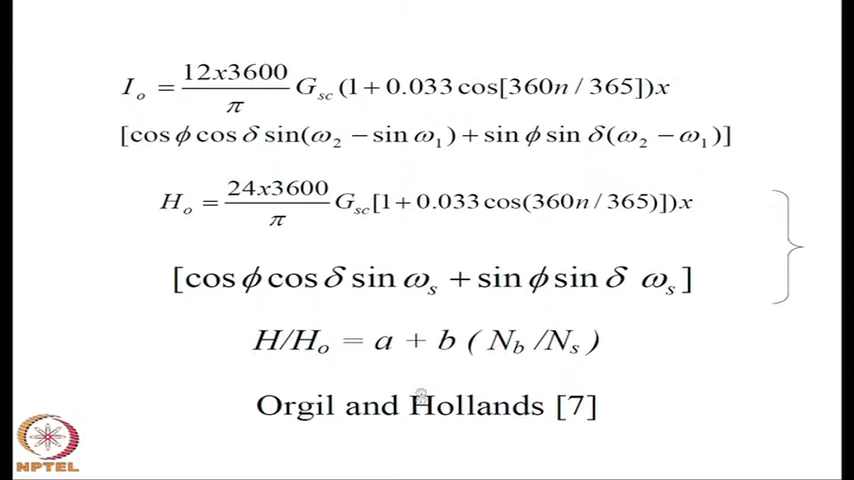 I_o = 12x3600/π G_sc (1 + 0.033 cos[360n / 365])x
[cos ϕ cos δ sin(ω_2 − sin ω_1) + sin ϕ sin δ(ω_2 − ω_1)]
H_o = 24x3600/π G_sc[1 + 0.033 cos(360n / 365)])x
[cos ϕ cos δ sin ω_s + sin ϕ sin δ ω_s]
H/H_o = a + b ( N_b /N_s )
Orgil and Hollands [7]
NPTEL